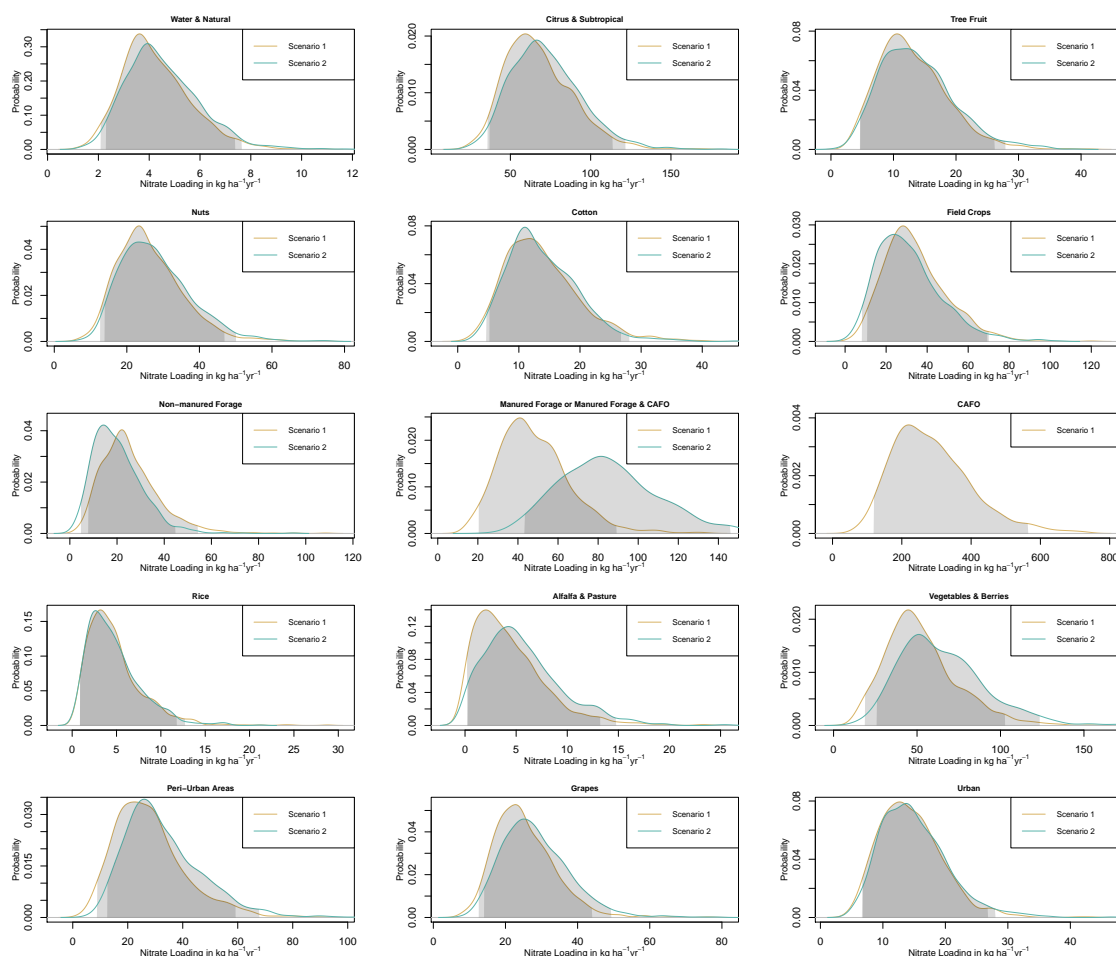 Water & Natural
Probability
0.00 0.10 0.20 0.30
Scenario 1
Scenario 2
0 2 4 6 8 10 12
Nitrate Loading in kg ha⁻¹yr⁻¹
Citrus & Subtropical
Probability
0.000 0.010 0.020
Scenario 1
Scenario 2
50 100 150
Nitrate Loading in kg ha⁻¹yr⁻¹
Tree Fruit
Probability
0.00 0.04 0.08
Scenario 1
Scenario 2
0 10 20 30 40
Nitrate Loading in kg ha⁻¹yr⁻¹
Nuts
Probability
0.00 0.02 0.04
Scenario 1
Scenario 2
0 20 40 60 80
Nitrate Loading in kg ha⁻¹yr⁻¹
Cotton
Probability
0.00 0.04 0.08
Scenario 1
Scenario 2
0 10 20 30 40
Nitrate Loading in kg ha⁻¹yr⁻¹
Field Crops
Probability
0.000 0.010 0.020 0.030
Scenario 1
Scenario 2
0 20 40 60 80 100 120
Nitrate Loading in kg ha⁻¹yr⁻¹
Non−manured Forage
Probability
0.00 0.02 0.04
Scenario 1
Scenario 2
0 20 40 60 80 100 120
Nitrate Loading in kg ha⁻¹yr⁻¹
Manured Forage or Manured Forage & CAFO
Probability
0.000 0.010 0.020
Scenario 1
Scenario 2
0 20 40 60 80 100 120 140
Nitrate Loading in kg ha⁻¹yr⁻¹
CAFO
Probability
0.000 0.002 0.004
Scenario 1
0 200 400 600 800
Nitrate Loading in kg ha⁻¹yr⁻¹
Rice
Probability
0.00 0.05 0.15
Scenario 1
Scenario 2
0 5 10 15 20 25 30
Nitrate Loading in kg ha⁻¹yr⁻¹
Alfalfa & Pasture
Probability
0.00 0.04 0.08 0.12
Scenario 1
Scenario 2
0 5 10 15 20 25
Nitrate Loading in kg ha⁻¹yr⁻¹
Vegetables & Berries
Probability
0.000 0.010 0.020
Scenario 1
Scenario 2
0 50 100 150
Nitrate Loading in kg ha⁻¹yr⁻¹
Peri−Urban Areas
Probability
0.000 0.015 0.030
Scenario 1
Scenario 2
0 20 40 60 80 100
Nitrate Loading in kg ha⁻¹yr⁻¹
Grapes
Probability
0.00 0.02 0.04
Scenario 1
Scenario 2
0 20 40 60 80
Nitrate Loading in kg ha⁻¹yr⁻¹
Urban
Probability
0.00 0.04 0.08
Scenario 1
Scenario 2
0 10 20 30 40
Nitrate Loading in kg ha⁻¹yr⁻¹